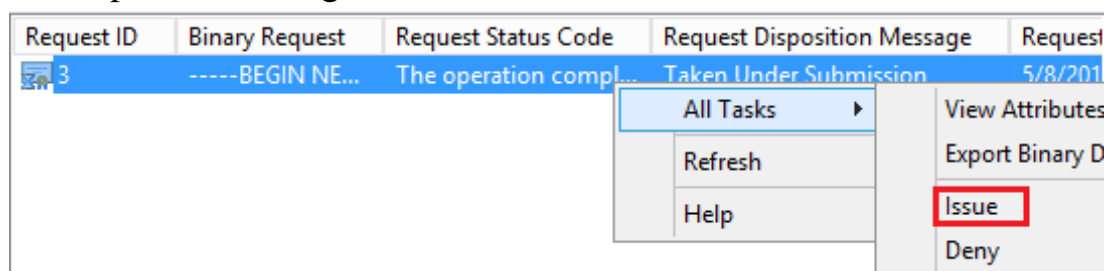 Request ID Binary Request Request Status Code Request Disposition Message Request
3 -----BEGIN NE... The operation compl... Taken Under Submission 5/8/201
All Tasks View Attributes
Refresh Export Binary D
Help Issue
Deny